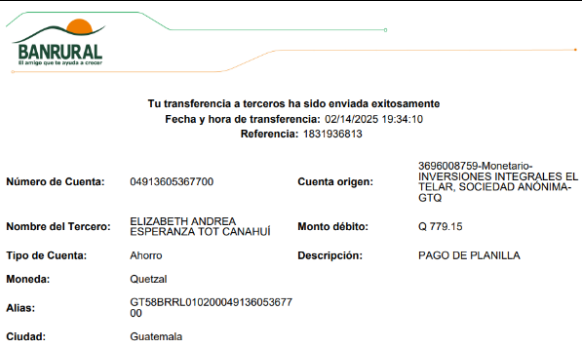 BANRURAL
El amigo que te ayuda a crecer
Tu transferencia a terceros ha sido enviada exitosamente
Fecha y hora de transferencia: 02/14/2025 19:34:10
Referencia: 1831936813
Número de Cuenta: 04913605367700
Cuenta origen: 3696008759-Monetario-
INVERSIONES INTEGRALES EL
TELAR, SOCIEDAD ANÓNIMA-
GTQ
Nombre del Tercero: ELIZABETH ANDREA
ESPERANZA TOT CANAHUÍ
Monto débito: Q 779.15
Tipo de Cuenta: Ahorro
Descripción: PAGO DE PLANILLA
Moneda: Quetzal
Alias: GT58BRRL010200049136053677
00
Ciudad: Guatemala